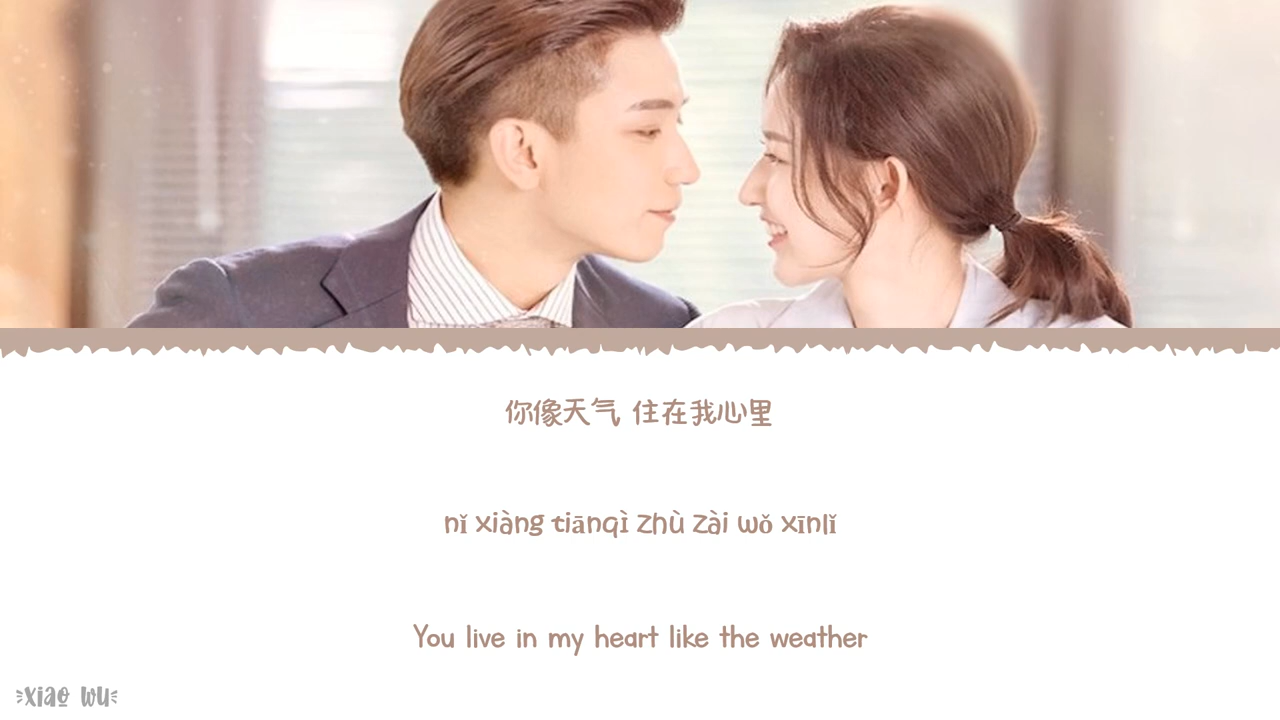 你像天气 住在我心里
nǐ xiàng tiānqì zhù zài wǒ xīnlǐ
You live in my heart like the weather
xiao wu